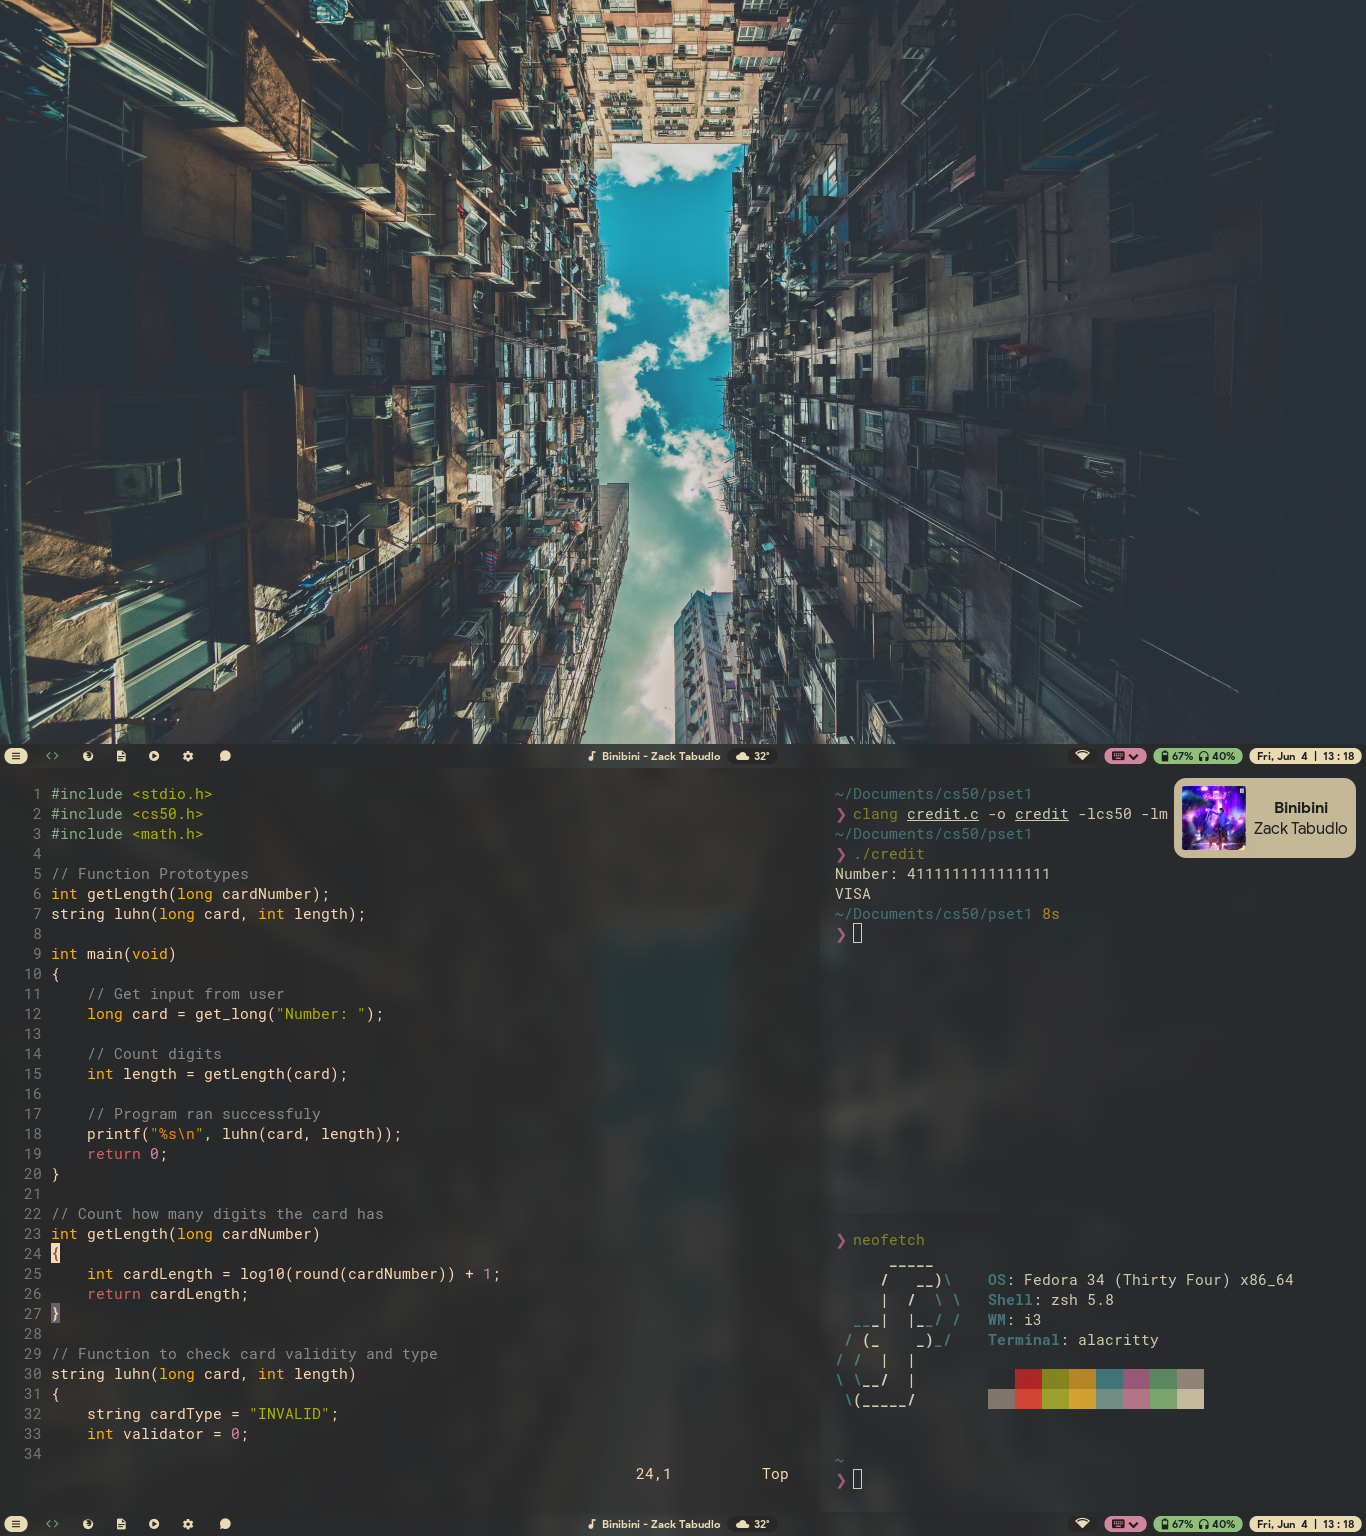 Binibini - Zack Tabudlo 32° 67% 40% Fri, Jun 4 | 13 : 18
1 #include <stdio.h>
2 #include <cs50.h>
3 #include <math.h>
4
5 // Function Prototypes
6 int getLength(long cardNumber);
7 string luhn(long card, int length);
8
9 int main(void)
10 {
11 // Get input from user
12 long card = get_long("Number: ");
13
14 // Count digits
15 int length = getLength(card);
16
17 // Program ran successfuly
18 printf("%s\n", luhn(card, length));
19 return 0;
20 }
21
22 // Count how many digits the card has
23 int getLength(long cardNumber)
24 {
25 int cardLength = log10(round(cardNumber)) + 1;
26 return cardLength;
27 }
28
29 // Function to check card validity and type
30 string luhn(long card, int length)
31 {
32 string cardType = "INVALID";
33 int validator = 0;
34
24,1 Top
~/Documents/cs50/pset1
❯ clang credit.c -o credit -lcs50 -lm
~/Documents/cs50/pset1
❯ ./credit
Number: 4111111111111111
VISA
~/Documents/cs50/pset1 8s
❯
Binibini
Zack Tabudlo
❯ neofetch
OS: Fedora 34 (Thirty Four) x86_64
Shell: zsh 5.8
WM: i3
Terminal: alacritty
~
❯
Binibini - Zack Tabudlo 32° 67% 40% Fri, Jun 4 | 13 : 18